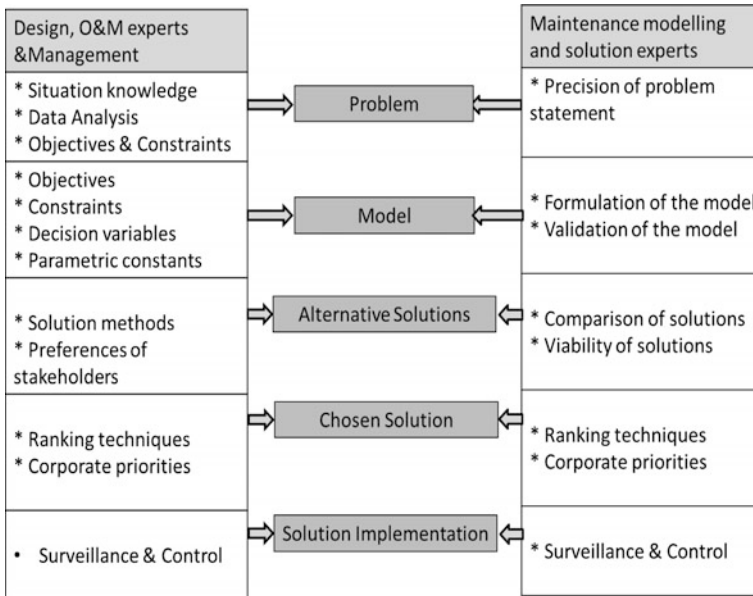 Design, O&M experts
&Management
* Situation knowledge
* Data Analysis
* Objectives & Constraints
* Objectives
* Constraints
* Decision variables
* Parametric constants
* Solution methods
* Preferences of
stakeholders
* Ranking techniques
* Corporate priorities
• Surveillance & Control
Problem
Model
Alternative Solutions
Chosen Solution
Solution Implementation
Maintenance modelling
and solution experts
* Precision of problem
statement
* Formulation of the model
* Validation of the model
* Comparison of solutions
* Viability of solutions
* Ranking techniques
* Corporate priorities
* Surveillance & Control